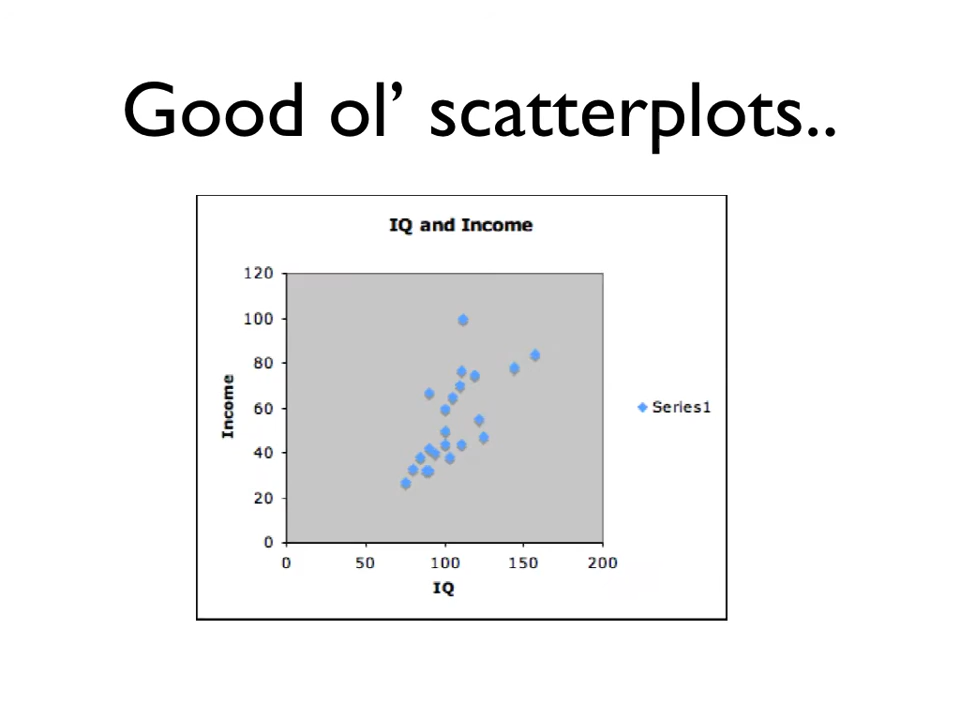 Good ol’ scatterplots..
IQ and Income
120
100
80
60
40
20
0
Income
0 50 100 150 200
IQ
Series1